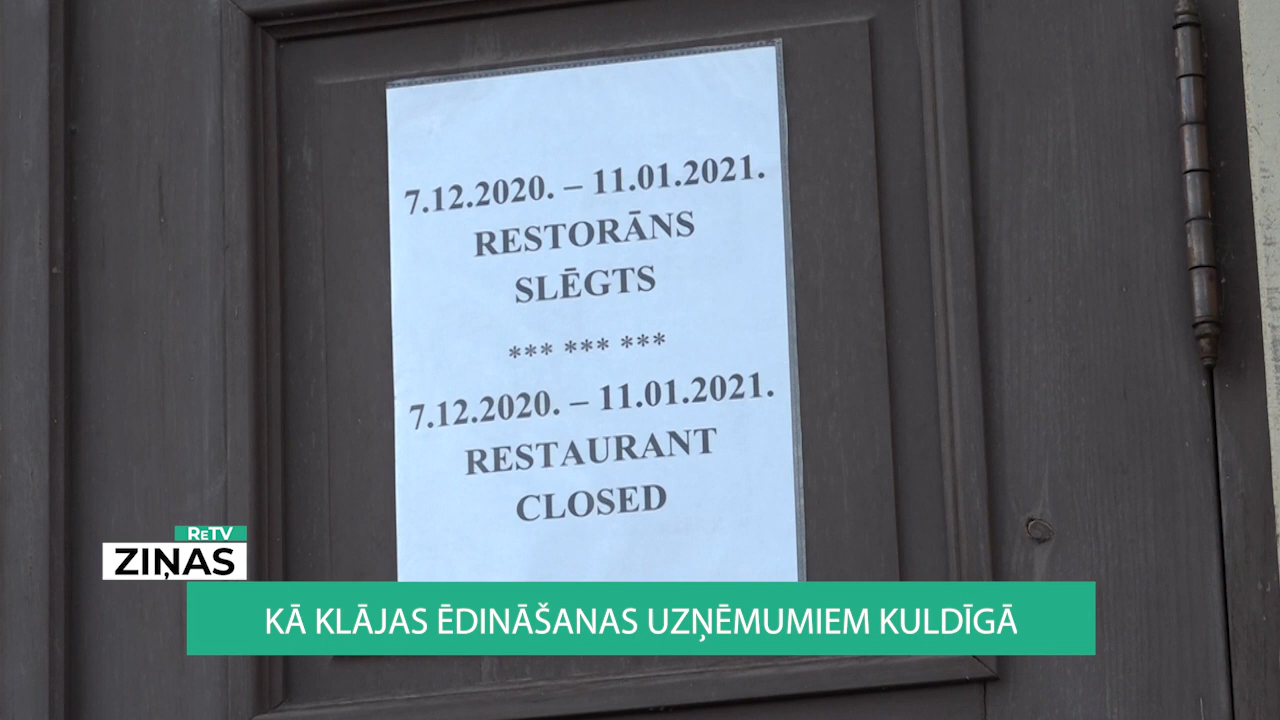 7.12.2020. – 11.01.2021.
RESTORĀNS
SLĒGTS
*** *** ***
7.12.2020. – 11.01.2021.
RESTAURANT
CLOSED
ReTV
ZIŅAS
KĀ KLĀJAS ĒDINĀŠANAS UZŅĒMUMIEM KULDĪGĀ